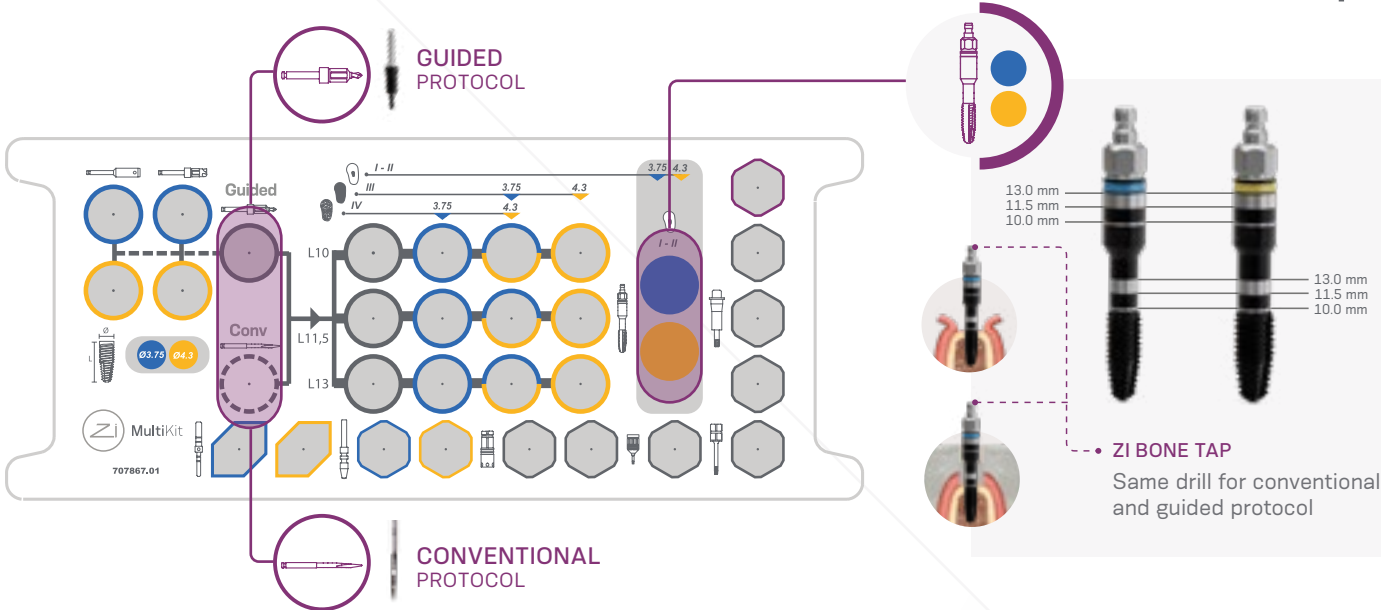 GUIDED
PROTOCOL
I - II
3.75 4.3
III
3.75
4.3
IV
3.75
4.3
Guided
I - II
L10
Conv
L11,5
L13
Ø
L
Ø3.75
Ø4.3
Zi
MultiKit
707867.01
CONVENTIONAL
PROTOCOL
13.0 mm
11.5 mm
10.0 mm
13.0 mm
11.5 mm
10.0 mm
ZI BONE TAP
Same drill for conventional
and guided protocol